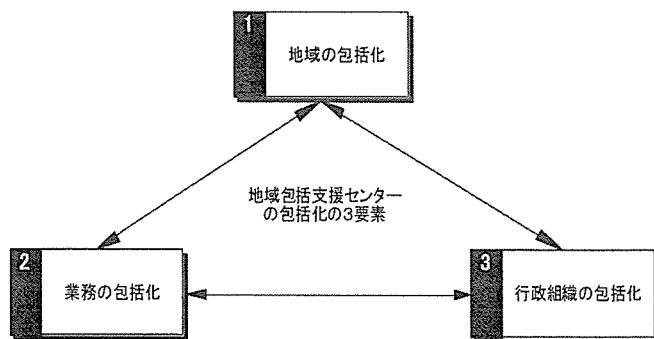 1
地域の包括化
地域包括支援センター
の包括化の3要素
2
業務の包括化
3
行政組織の包括化